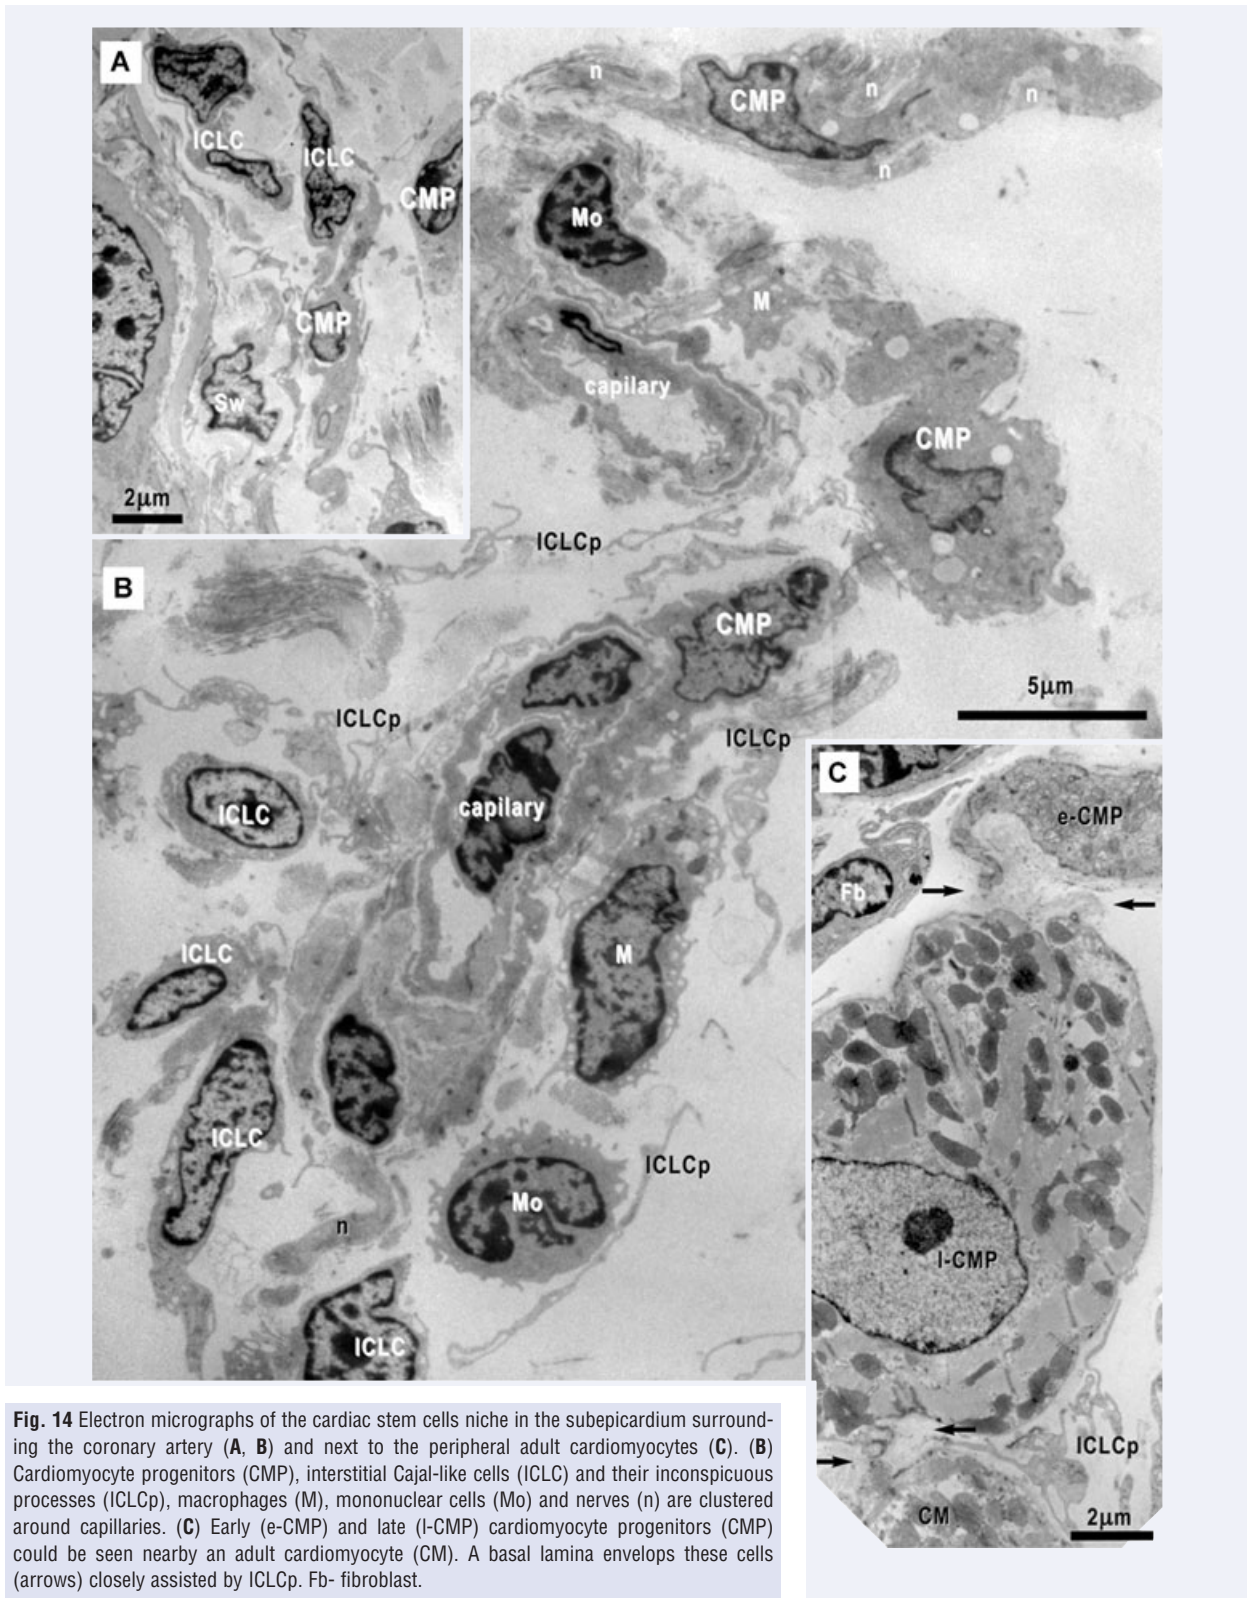 A
ICLC
ICLC
CMP
CMP
Sw
2µm
n
CMP
n
n
n
Mo
M
capilary
CMP
ICLCp
B
CMP
5µm
ICLCp
ICLCp
ICLC
capilary
ICLC
M
ICLC
ICLCp
Mo
n
ICLC
C
e-CMP
Fb
l-CMP
ICLCp
CM
2µm
Fig. 14 Electron micrographs of the cardiac stem cells niche in the subepicardium surround-
ing the coronary artery (A, B) and next to the peripheral adult cardiomyocytes (C). (B)
Cardiomyocyte progenitors (CMP), interstitial Cajal-like cells (ICLC) and their inconspicuous
processes (ICLCp), macrophages (M), mononuclear cells (Mo) and nerves (n) are clustered
around capillaries. (C) Early (e-CMP) and late (l-CMP) cardiomyocyte progenitors (CMP)
could be seen nearby an adult cardiomyocyte (CM). A basal lamina envelops these cells
(arrows) closely assisted by ICLCp. Fb- fibroblast.